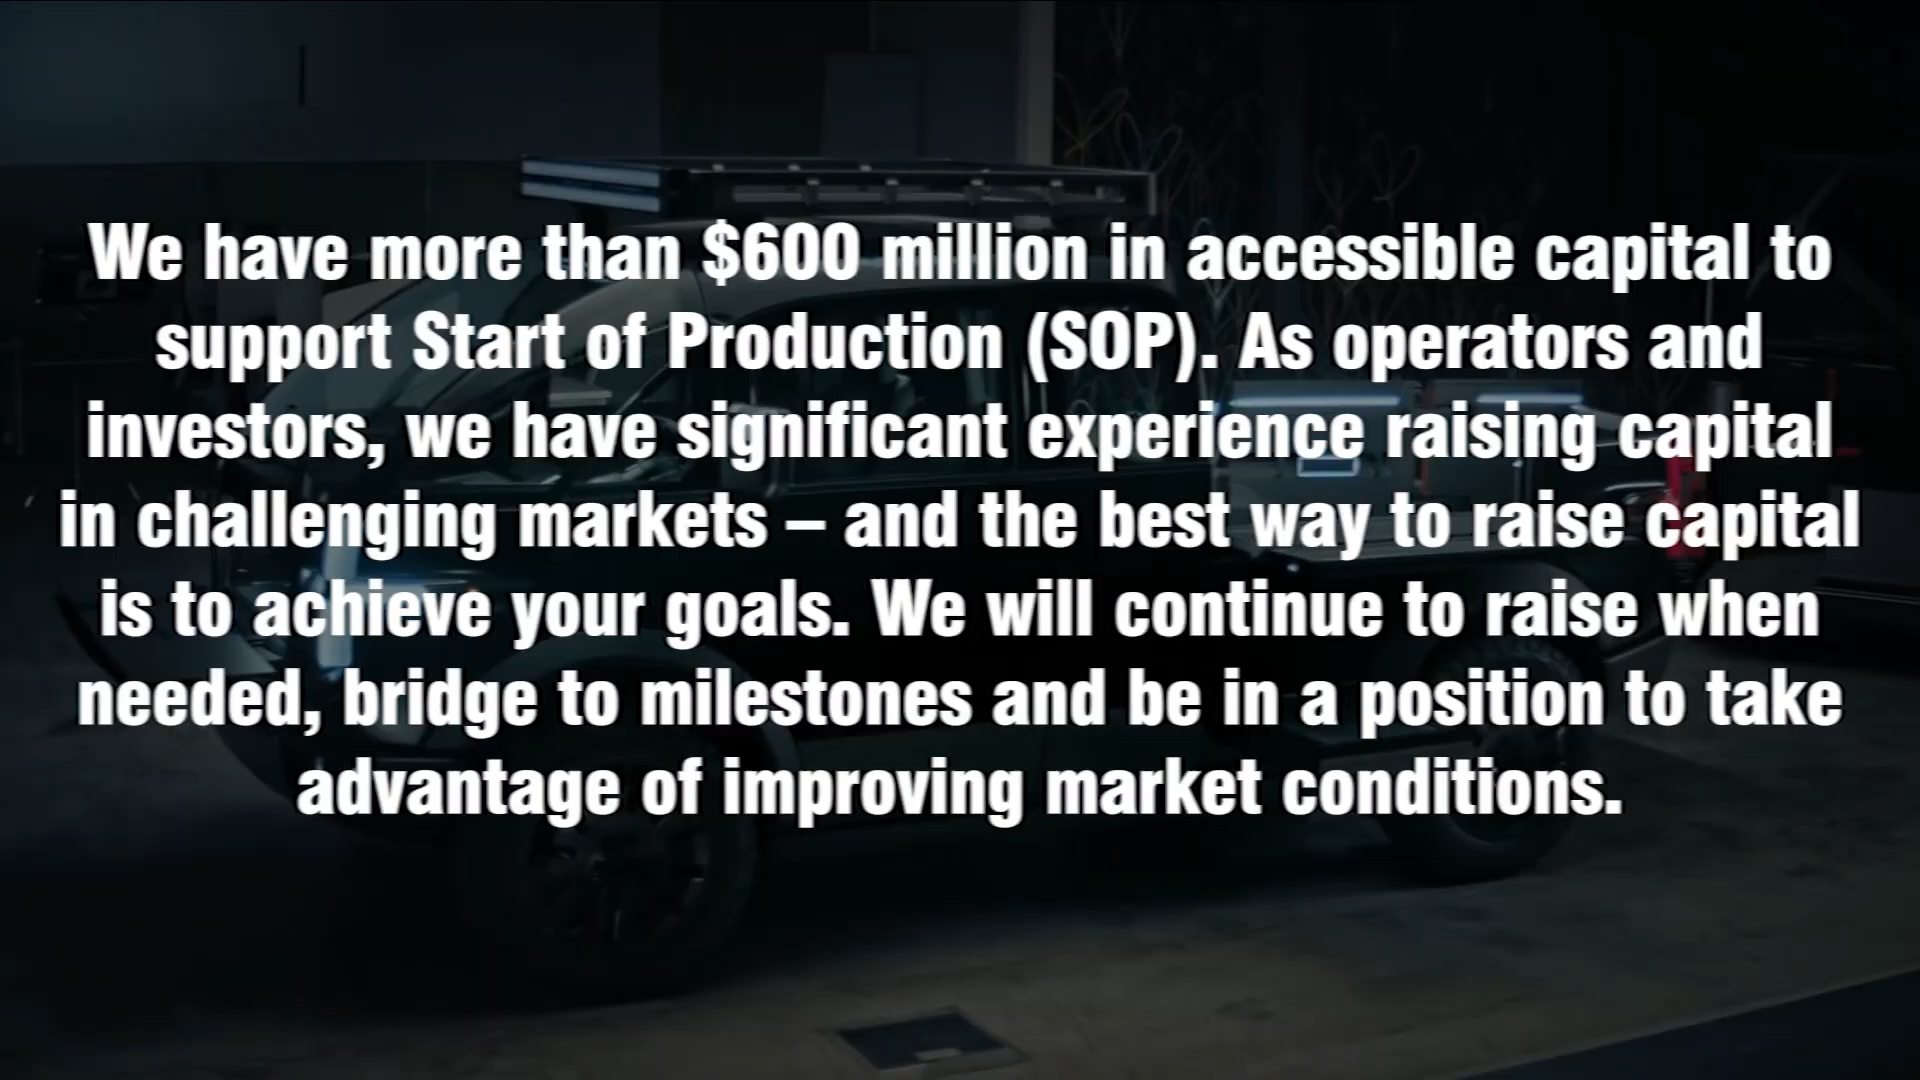 We have more than $600 million in accessible capital to
support Start of Production (SOP). As operators and
investors, we have significant experience raising capital
in challenging markets – and the best way to raise capital
is to achieve your goals. We will continue to raise when
needed, bridge to milestones and be in a position to take
advantage of improving market conditions.